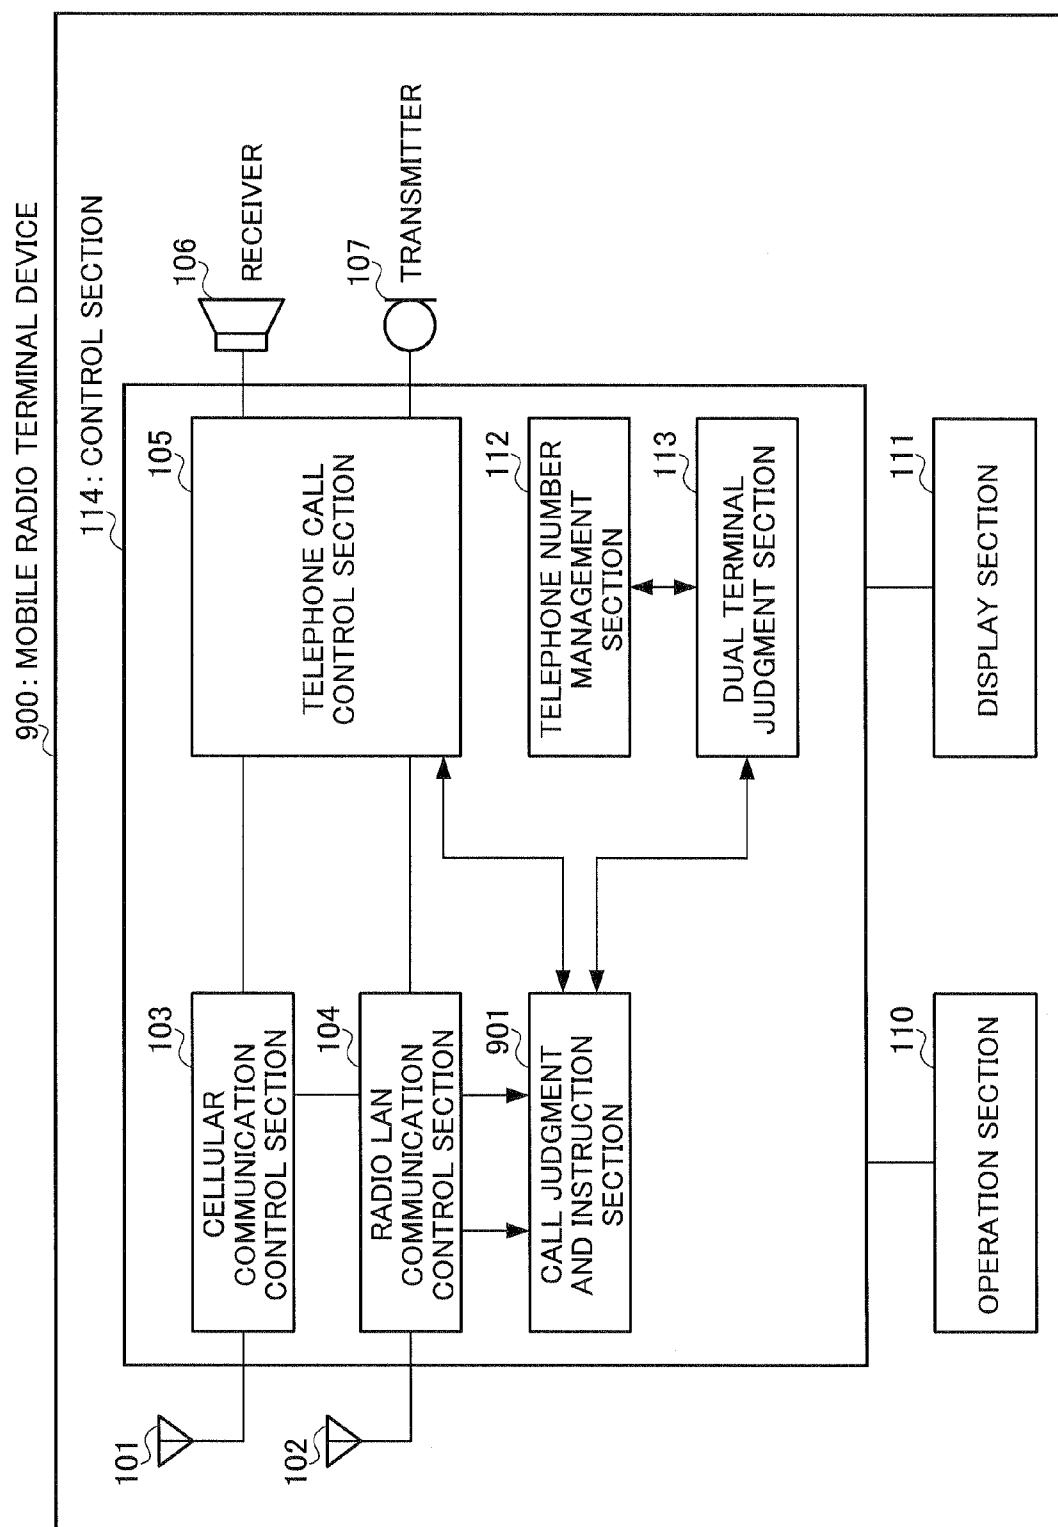 900 : MOBILE RADIO TERMINAL DEVICE
114 : CONTROL SECTION
101
102
103
CELLULAR
COMMUNICATION
CONTROL SECTION
104
RADIO LAN
COMMUNICATION
CONTROL SECTION
901
CALL JUDGMENT
AND INSTRUCTION
SECTION
105
TELEPHONE CALL
CONTROL SECTION
106
RECEIVER
107
TRANSMITTER
112
TELEPHONE NUMBER
MANAGEMENT
SECTION
113
DUAL TERMINAL
JUDGMENT SECTION
110
OPERATION SECTION
111
DISPLAY SECTION